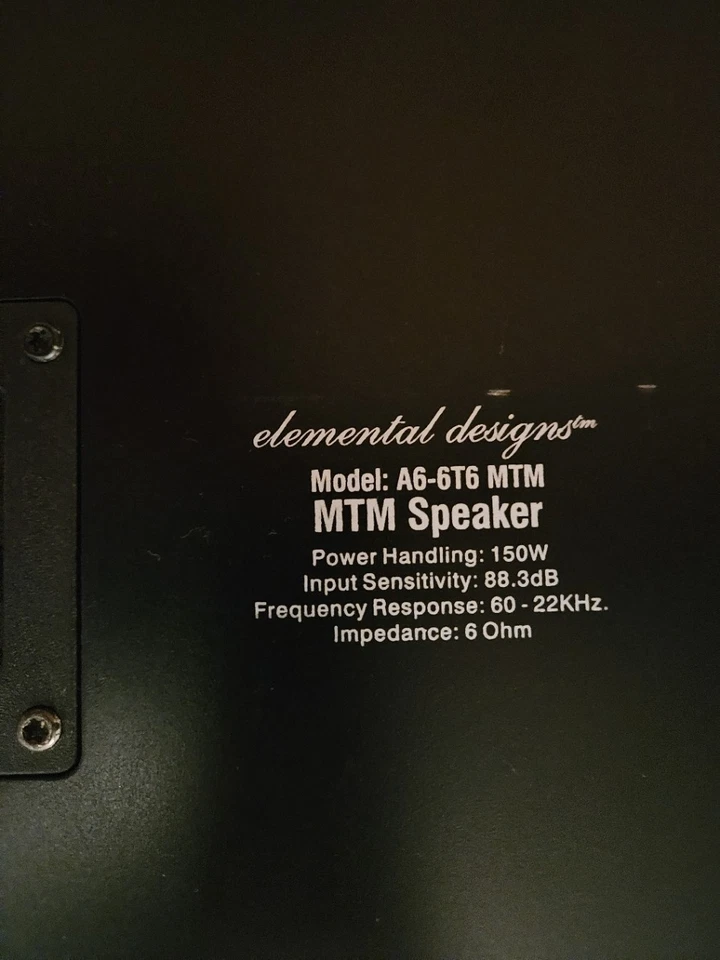 elemental designs™
Model: A6-6T6 MTM
MTM Speaker
Power Handling: 150W
Input Sensitivity: 88.3dB
Frequency Response: 60 - 22KHz.
Impedance: 6 Ohm